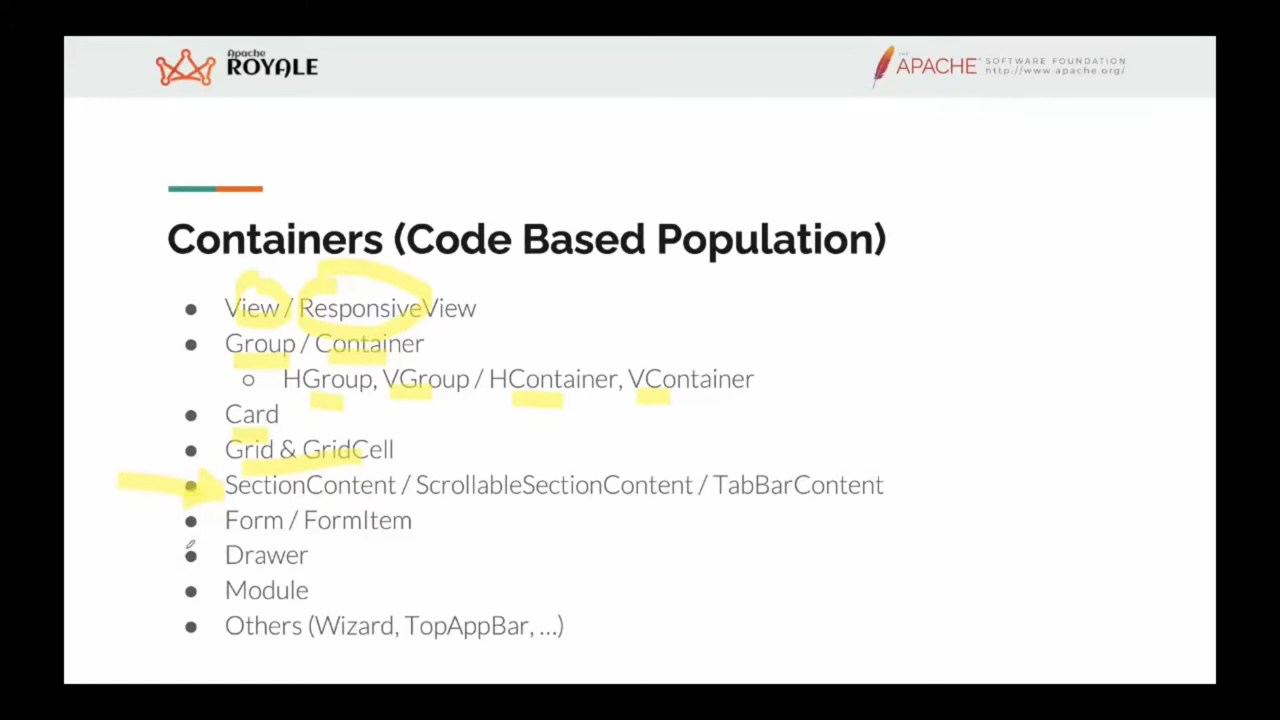 Apache
ROYALE
THE
APACHE SOFTWARE FOUNDATION
http://www.apache.org/
Containers (Code Based Population)
View / ResponsiveView
Group / Container
HGroup, VGroup / HContainer, VContainer
Card
Grid & GridCell
SectionContent / ScrollableSectionContent / TabBarContent
Form / FormItem
Drawer
Module
Others (Wizard, TopAppBar, ...)